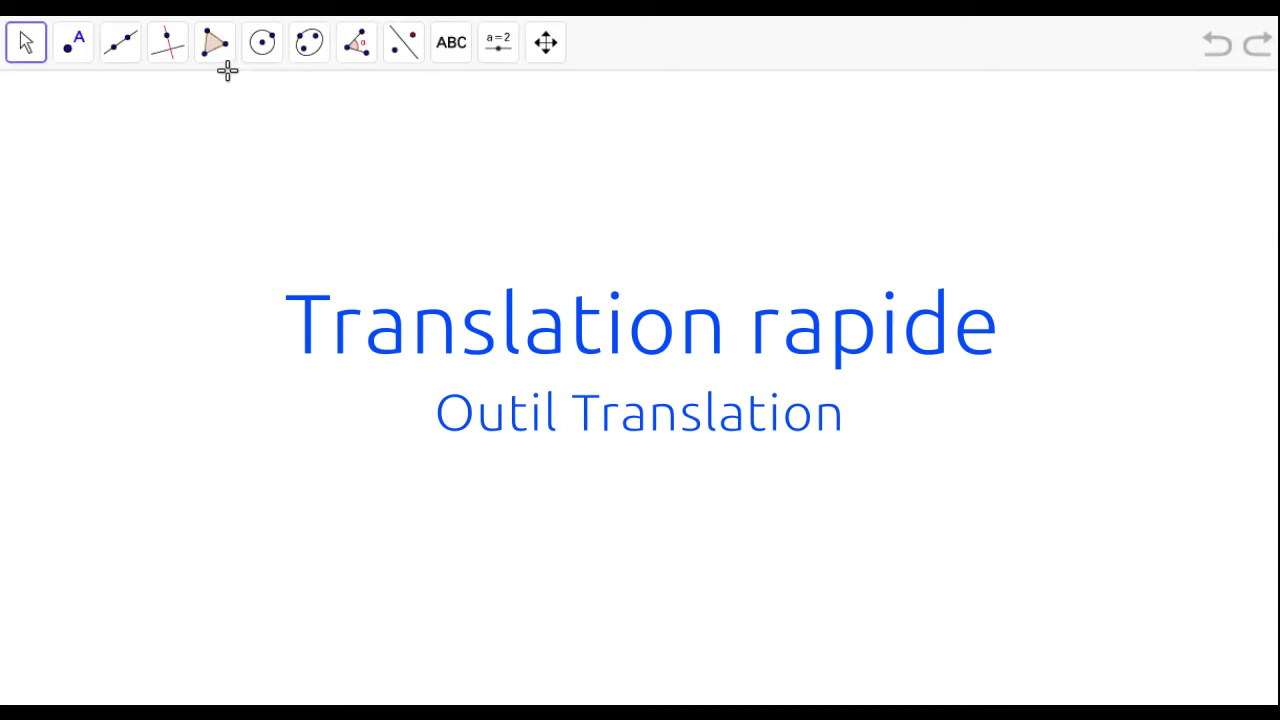 A
α
ABC
a=2
Translation rapide
Outil Translation